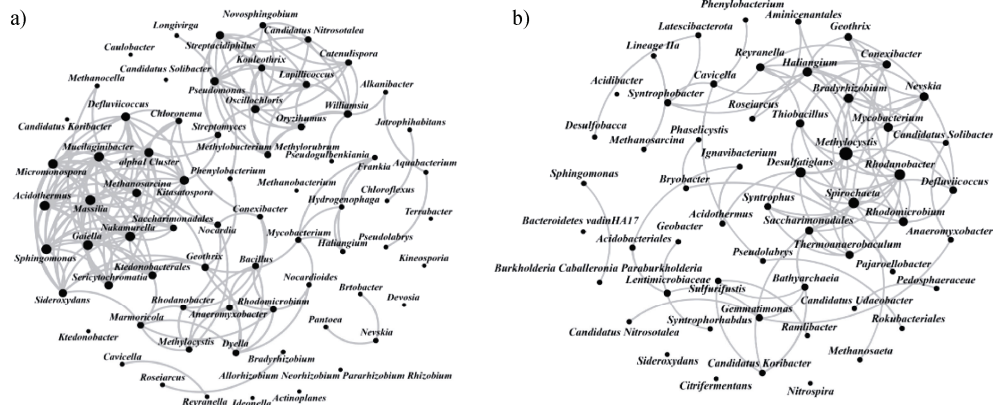 a)
Novosphingobium
Longivirga
Candidatus Nitrosotalea
Streptacidiphilus
Caulobacter
Catenulispora
Kouleothrix
Candidatus Solibacter
Lapillicoccus
Methanocella
Pseudomonas
Alkanibacter
Oscillochloris
Williamsia
Defluviicoccus
Chloronema
Oryzihumus
Candidatus Koribacter
Streptomyces
Jatrophihabitans
Mucilaginibacter
Methylobacterium Methylorubrum
alphaI Cluster
Pseudogulbenkiania
Micromonospora
Frankia
Aquabacterium
Phenylobacterium
Methanosarcina
Kitasatospora
Methanobacterium
Acidothermus
Chloroflexus
Massilia
Hydrogenophaga
Saccharimonadales
Conexibacter
Terrabacter
Nocardia
Gaiella
Nakamurella
Mycobacterium
Haliangium
Pseudolabrys
Sphingomonas
Geothrix
Bacillus
Kineosporia
Ktedonobacterales
Sericytochromatia
Nocardioides
Sideroxydans
Brtobacter
Rhodanobacter
Rhodomicrobium
Devosia
Anaeromyxobacter
Marmoricola
Pantoea
Ktedonobacter
Nevskia
Methylocystis
Dyella
Cavicella
Bradyrhizobium
Allorhizobium Neorhizobium Pararhizobium Rhizobium
Roseiarcus
Reyranella
Ideonella
Actinoplanes
b)
Phenylobacterium
Latescibacterota
Aminicenantales
Geothrix
Lineage IIa
Reyranella
Conexibacter
Haliangium
Acidibacter
Cavicella
Syntrophobacter
Bradyrhizobium
Nevskia
Roseiarcus
Thiobacillus
Mycobacterium
Desulfobacca
Phaselicystis
Candidatus Solibacter
Methanosarcina
Methylocystis
Ignavibacterium
Desulfatiglans
Rhodanobacter
Sphingomonas
Bryobacter
Defluviicoccus
Spirochaeta
Syntrophus
Bacteroidetes vadinHA17
Acidothermus
Saccharimonadales
Rhodomicrobium
Geobacter
Anaeromyxobacter
Acidobacteriales
Thermoanaerobaculum
Pseudolabrys
Pajaroellobacter
Burkholderia Caballeronia Paraburkholderia
Bathyarchaeia
Pedosphaeraceae
Lentimicrobiaceae
Sulfurifustis
Candidatus Udaeobacter
Gemmatimonas
Candidatus Nitrosotalea
Syntrophorhabdus
Ramlibacter
Rokubacteriales
Sideroxydans
Methanosaeta
Candidatus Koribacter
Citrifermentans
Nitrospira